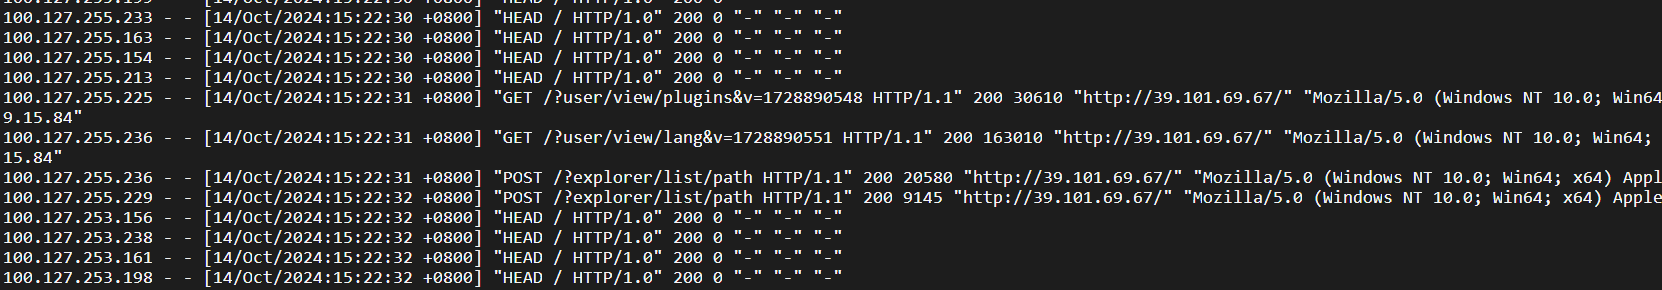 100.127.255.233 - - [14/Oct/2024:15:22:30 +0800] "HEAD / HTTP/1.0" 200 0 "-" "-" "-"
100.127.255.163 - - [14/Oct/2024:15:22:30 +0800] "HEAD / HTTP/1.0" 200 0 "-" "-" "-"
100.127.255.154 - - [14/Oct/2024:15:22:30 +0800] "HEAD / HTTP/1.0" 200 0 "-" "-" "-"
100.127.255.213 - - [14/Oct/2024:15:22:30 +0800] "HEAD / HTTP/1.0" 200 0 "-" "-" "-"
100.127.255.225 - - [14/Oct/2024:15:22:31 +0800] "GET /?user/view/plugins&v=1728890548 HTTP/1.1" 200 30610 "http://39.101.69.67/" "Mozilla/5.0 (Windows NT 10.0; Win64
9.15.84"
100.127.255.236 - - [14/Oct/2024:15:22:31 +0800] "GET /?user/view/lang&v=1728890551 HTTP/1.1" 200 163010 "http://39.101.69.67/" "Mozilla/5.0 (Windows NT 10.0; Win64;
15.84"
100.127.255.236 - - [14/Oct/2024:15:22:31 +0800] "POST /?explorer/list/path HTTP/1.1" 200 20580 "http://39.101.69.67/" "Mozilla/5.0 (Windows NT 10.0; Win64; x64) Appl
100.127.255.229 - - [14/Oct/2024:15:22:32 +0800] "POST /?explorer/list/path HTTP/1.1" 200 9145 "http://39.101.69.67/" "Mozilla/5.0 (Windows NT 10.0; Win64; x64) Apple
100.127.253.156 - - [14/Oct/2024:15:22:32 +0800] "HEAD / HTTP/1.0" 200 0 "-" "-" "-"
100.127.253.238 - - [14/Oct/2024:15:22:32 +0800] "HEAD / HTTP/1.0" 200 0 "-" "-" "-"
100.127.253.161 - - [14/Oct/2024:15:22:32 +0800] "HEAD / HTTP/1.0" 200 0 "-" "-" "-"
100.127.253.198 - - [14/Oct/2024:15:22:32 +0800] "HEAD / HTTP/1.0" 200 0 "-" "-" "-"